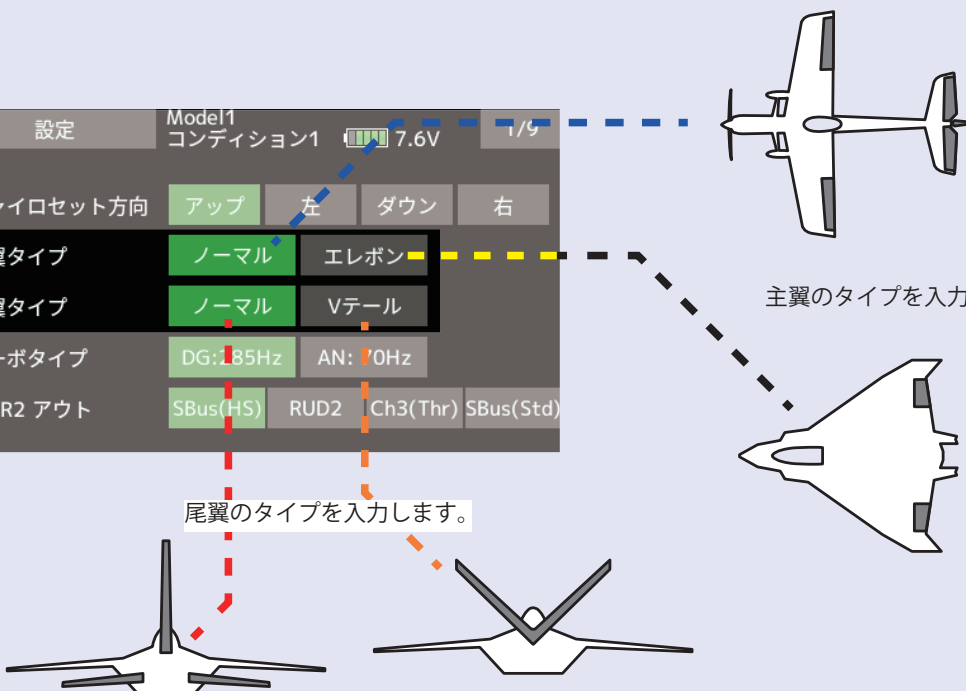 Model1
設定
コンディション1 7.6V 1/9
イロセット方向 アップ 左 ダウン 右
翼タイプ ノーマル エレボン
翼タイプ ノーマル Vテール
ーボタイプ DG:285Hz AN: 70Hz
R2 アウト SBus(HS) RUD2 Ch3(Thr) SBus(Std)
主翼のタイプを入力
尾翼のタイプを入力します。